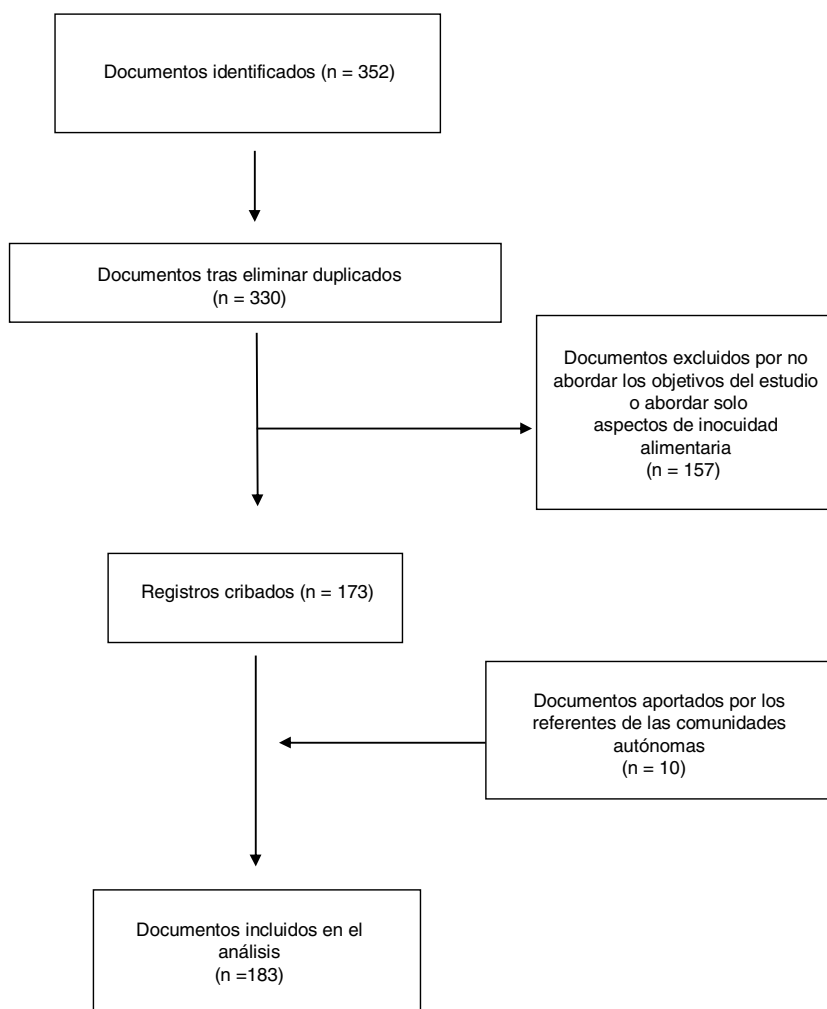 Documentos identificados (n = 352)
Documentos tras eliminar duplicados
(n = 330)
Documentos excluidos por no
abordar los objetivos del estudio
o abordar solo
aspectos de inocuidad
alimentaria
(n = 157)
Registros cribados (n = 173)
Documentos aportados por los
referentes de las comunidades
autónomas
(n = 10)
Documentos incluidos en el
análisis
(n =183)